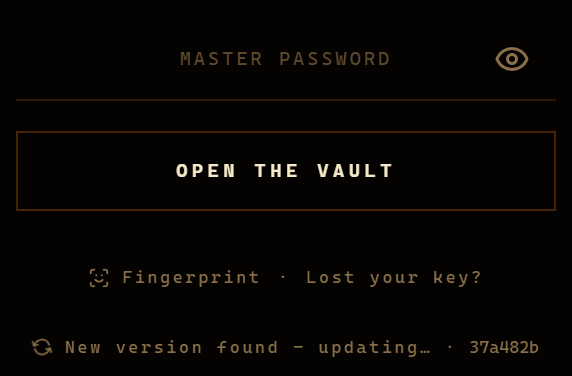 MASTER PASSWORD
OPEN THE VAULT
Fingerprint · Lost your key?
New version found — updating… · 37a482b